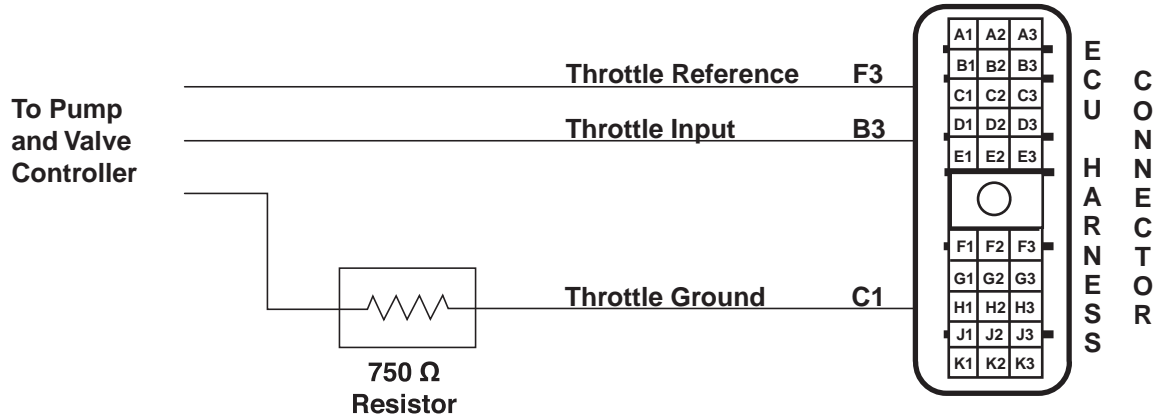 To Pump
and Valve
Controller
Throttle Reference F3
Throttle Input B3
Throttle Ground C1
750 Ω
Resistor
A1 A2 A3
B1 B2 B3
C1 C2 C3
D1 D2 D3
E1 E2 E3
F1 F2 F3
G1 G2 G3
H1 H2 H3
J1 J2 J3
K1 K2 K3
ECU HARNESS
CONNECTOR